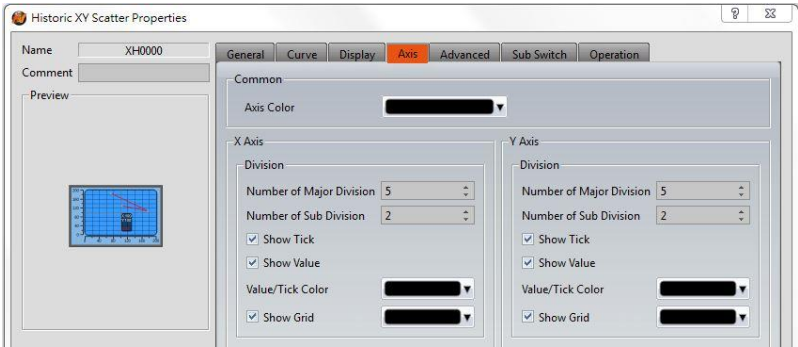 Historic XY Scatter Properties
Name XH0000
Comment
Preview
General Curve Display Axis Advanced Sub Switch Operation
Common
Axis Color
X Axis Y Axis
Division Division
Number of Major Division 5 Number of Major Division 5
Number of Sub Division 2 Number of Sub Division 2
Show Tick Show Tick
Show Value Show Value
Value/Tick Color Value/Tick Color
Show Grid Show Grid